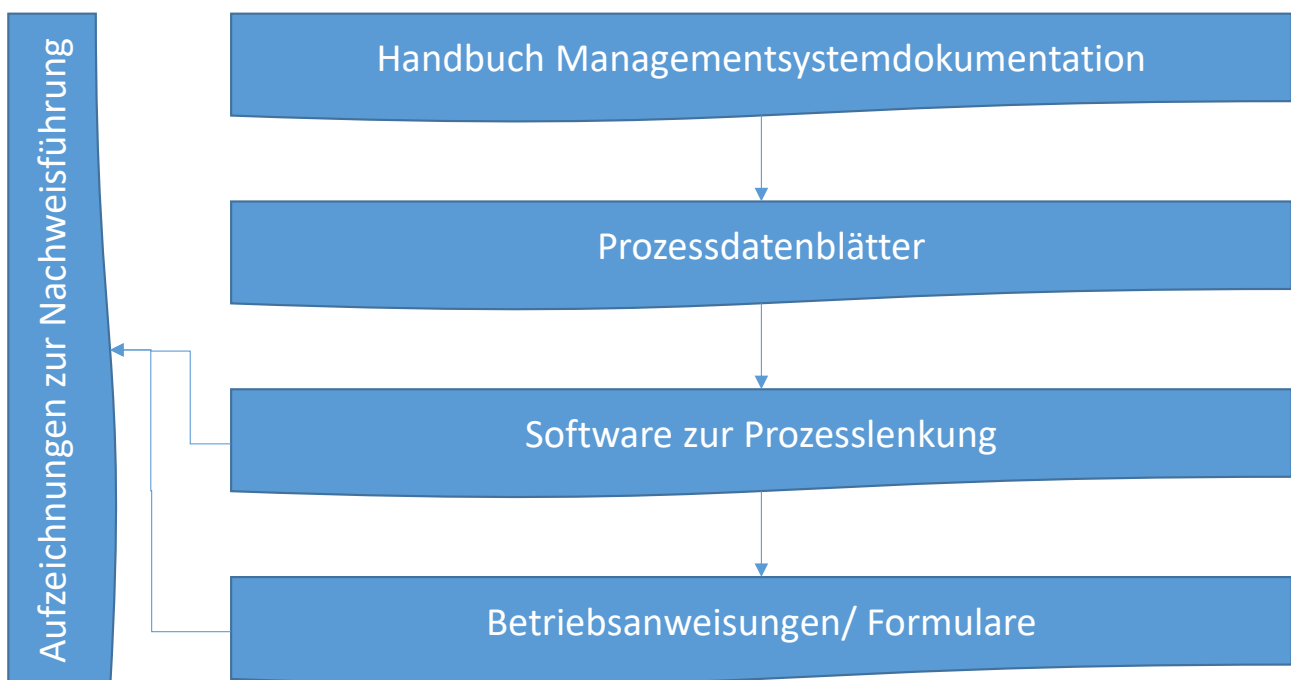 Aufzeichnungen zur Nachweisführung
Handbuch Managementsystemdokumentation
Prozessdatenblätter
Software zur Prozesslenkung
Betriebsanweisungen/ Formulare